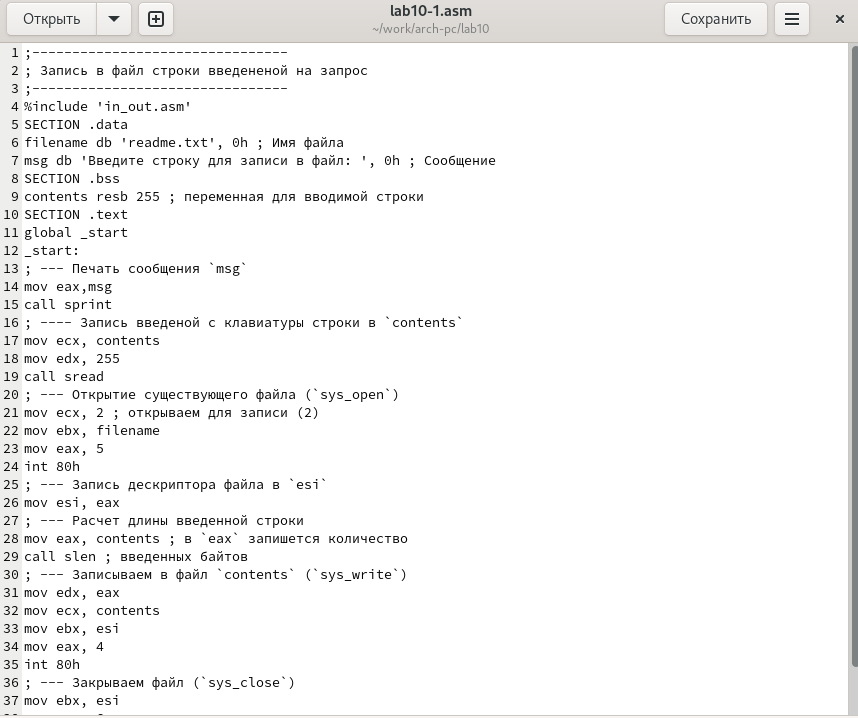 Открыть
lab10-1.asm
~/work/arch-pc/lab10
Сохранить
1 ;--------------------------------
2 ; Запись в файл строки введененой на запрос
3 ;--------------------------------
4 %include 'in_out.asm'
5 SECTION .data
6 filename db 'readme.txt', 0h ; Имя файла
7 msg db 'Введите строку для записи в файл: ', 0h ; Сообщение
8 SECTION .bss
9 contents resb 255 ; переменная для вводимой строки
10 SECTION .text
11 global _start
12 _start:
13 ; --- Печать сообщения `msg`
14 mov eax,msg
15 call sprint
16 ; ---- Запись введеной с клавиатуры строки в `contents`
17 mov ecx, contents
18 mov edx, 255
19 call sread
20 ; --- Открытие существующего файла (`sys_open`)
21 mov ecx, 2 ; открываем для записи (2)
22 mov ebx, filename
23 mov eax, 5
24 int 80h
25 ; --- Запись дескриптора файла в `esi`
26 mov esi, eax
27 ; --- Расчет длины введенной строки
28 mov eax, contents ; в `eax` запишется количество
29 call slen ; введенных байтов
30 ; --- Записываем в файл `contents` (`sys_write`)
31 mov edx, eax
32 mov ecx, contents
33 mov ebx, esi
34 mov eax, 4
35 int 80h
36 ; --- Закрываем файл (`sys_close`)
37 mov ebx, esi